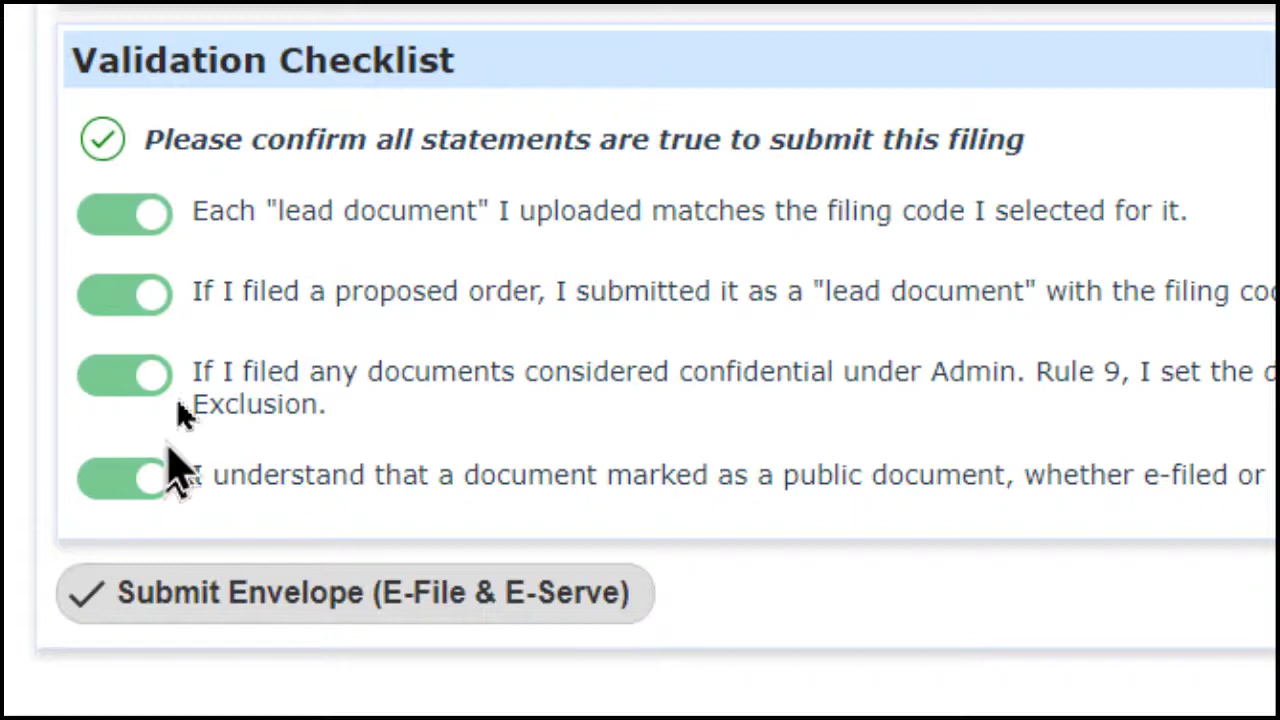 Validation Checklist
Please confirm all statements are true to submit this filing
Each "lead document" I uploaded matches the filing code I selected for it.
If I filed a proposed order, I submitted it as a "lead document" with the filing
If I filed any documents considered confidential under Admin. Rule 9, I set the
Exclusion.
I understand that a document marked as a public document, whether e-filed or
Submit Envelope (E-File & E-Serve)